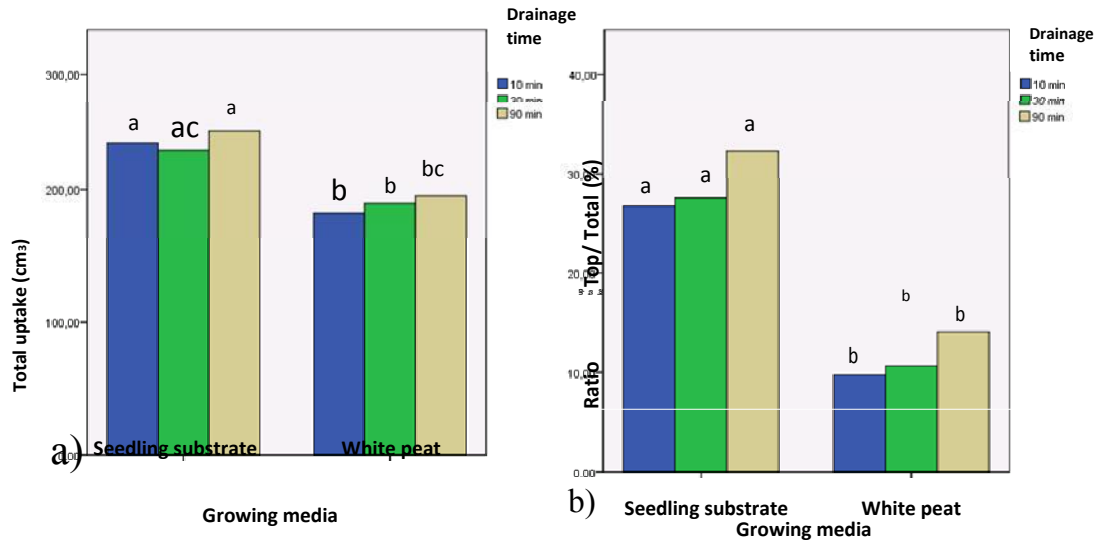 Drainage
time
10 min
30 min
90 min
300,00
200,00
100,00
0,00
Total uptake (cm3)
a
ac
a
b
b
bc
a)
Seedling substrate
White peat
Growing media
Drainage
time
10 min
30 min
90 min
40,00
30,00
20,00
10,00
0,00
Ratio Top/ Total (%)
a
a
a
b
b
b
b)
Seedling substrate
White peat
Growing media